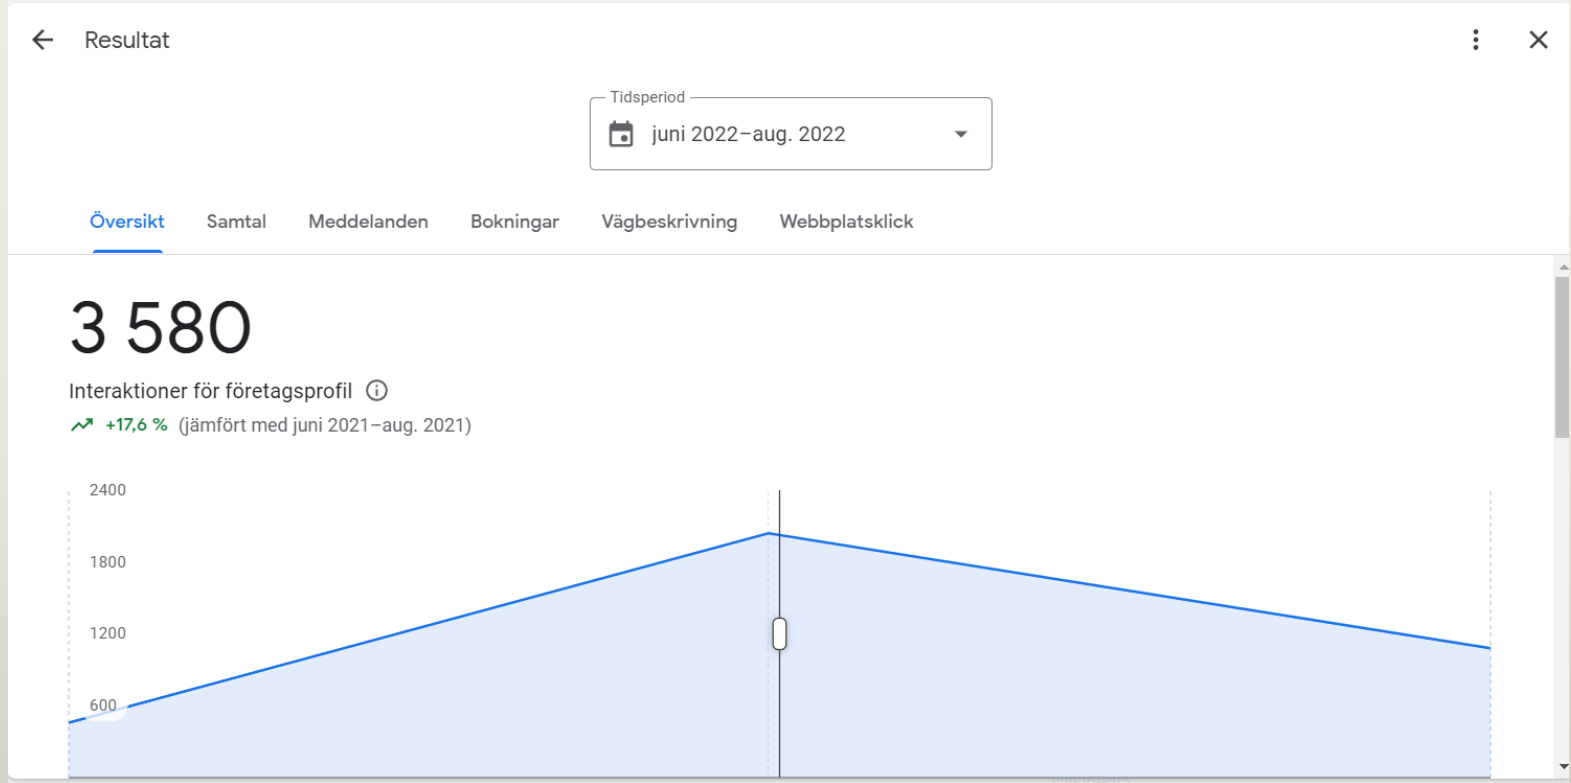 Resultat
Tidsperiod
juni 2022–aug. 2022
Översikt Samtal Meddelanden Bokningar Vägbeskrivning Webbplatsklick
3 580
Interaktioner för företagsprofil
+17,6 % (jämfört med juni 2021–aug. 2021)
2400
1800
1200
600